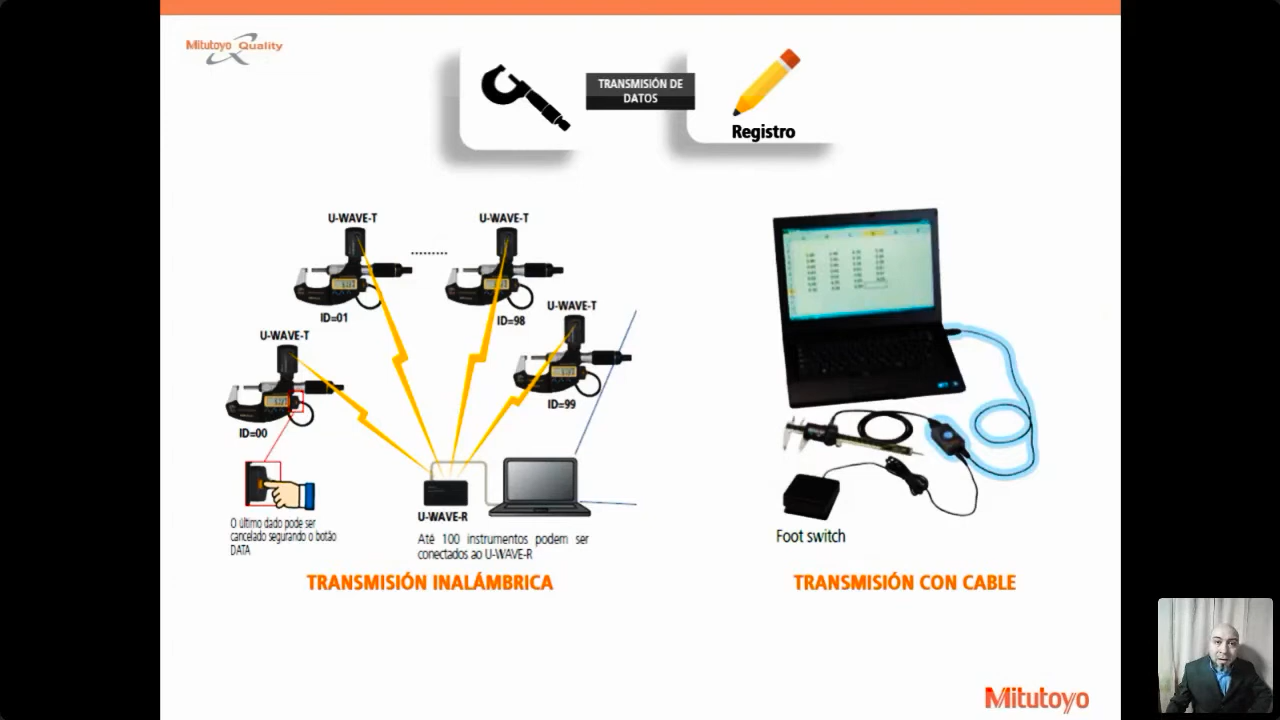 Mitutoyo Quality
TRANSMISIÓN DE
DATOS
Registro
U-WAVE-T
U-WAVE-T
ID=01
ID=98
U-WAVE-T
U-WAVE-T
ID=99
ID=00
O último dado pode ser
cancelado segurando o botão
DATA
U-WAVE-R
Até 100 instrumentos podem ser
conectados ao U-WAVE-R
Foot switch
TRANSMISIÓN INALÁMBRICA
TRANSMISIÓN CON CABLE
Mitutoyo